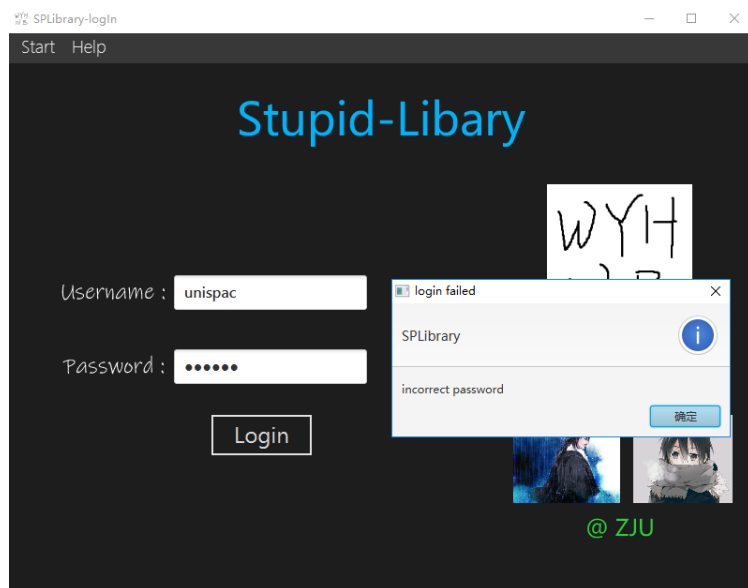 SPLibrary-logIn
Start Help
Stupid-Libary
WYH
Username :
unispac
login failed
SPLibrary
incorrect password
确定
Password :
••••••
Login
@ ZJU